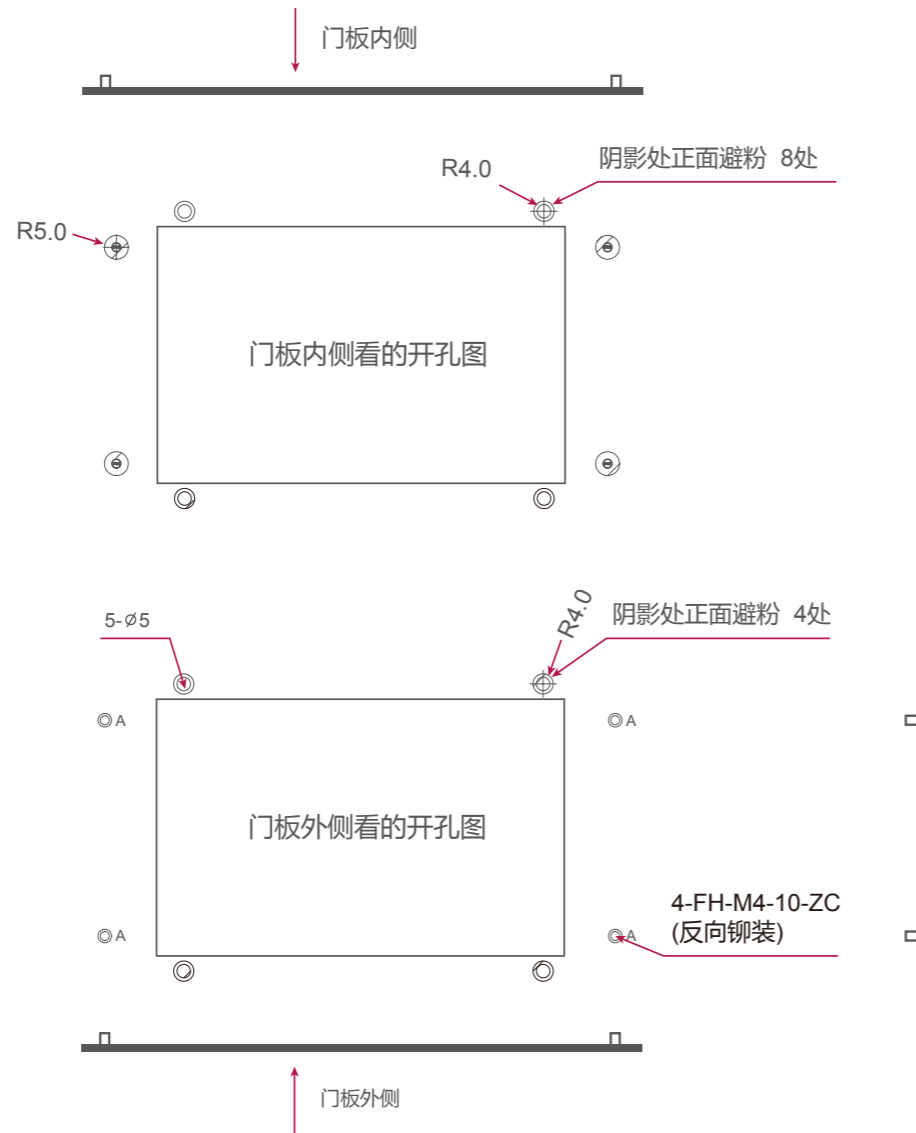 门板内侧
R4.0
阴影处正面避粉 8处
R5.0
门板内侧看的开孔图
5-∅5
R4.0
阴影处正面避粉 4处
A
A
门板外侧看的开孔图
4-FH-M4-10-ZC
(反向铆装)
A
A
门板外侧